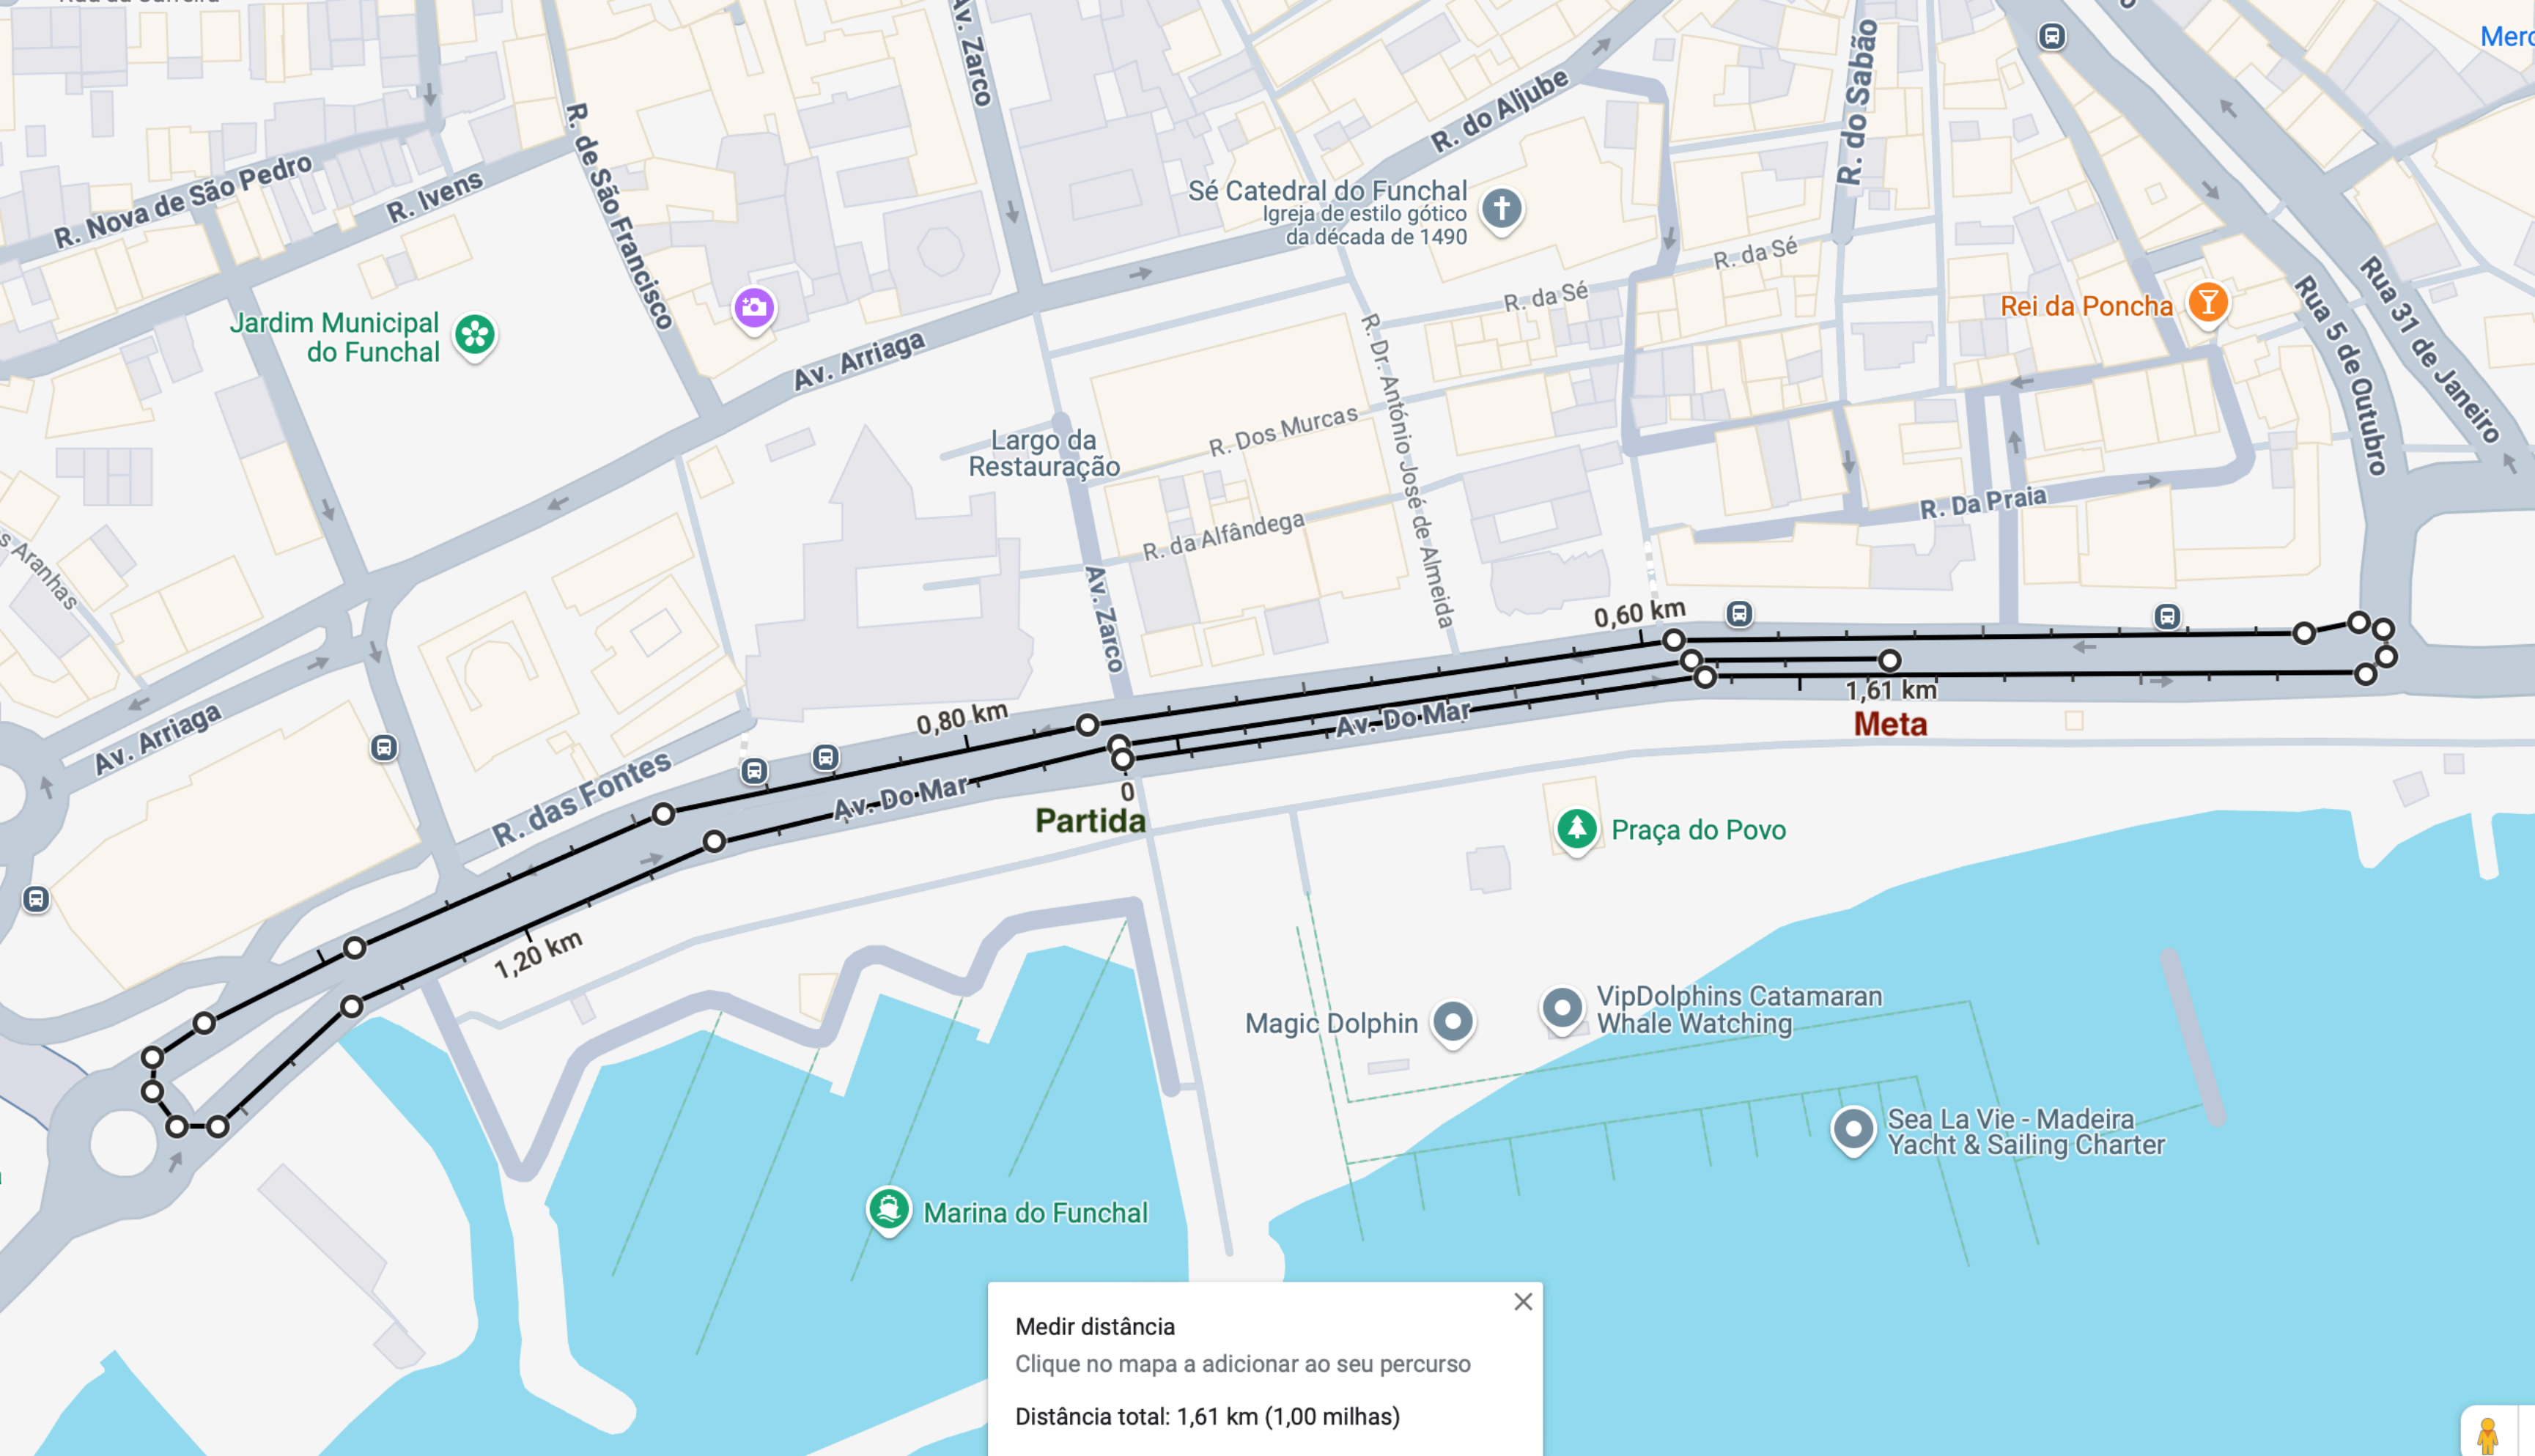 Av. Zarco
R. do Sabão
R. do Aljube
R. de São Francisco
R. Nova de São Pedro
R. Ivens
Sé Catedral do Funchal
Igreja de estilo gótico
da década de 1490
R. da Sé
R. da Sé
Rei da Poncha
Rua 5 de Outubro
Rua 31 de Janeiro
Jardim Municipal
do Funchal
Av. Arriaga
R. Dr. António José de Almeida
Largo da
Restauração
R. Dos Murcas
R. da Alfândega
R. Da Praia
Av. Zarco
0,60 km
Av. Arriaga
0,80 km
Av. Do Mar
1,61 km
Meta
R. das Fontes
Av. Do Mar
0
Partida
Praça do Povo
1,20 km
Magic Dolphin
VipDolphins Catamaran
Whale Watching
Sea La Vie - Madeira
Yacht & Sailing Charter
Marina do Funchal
Medir distância
Clique no mapa a adicionar ao seu percurso
Distância total: 1,61 km (1,00 milhas)